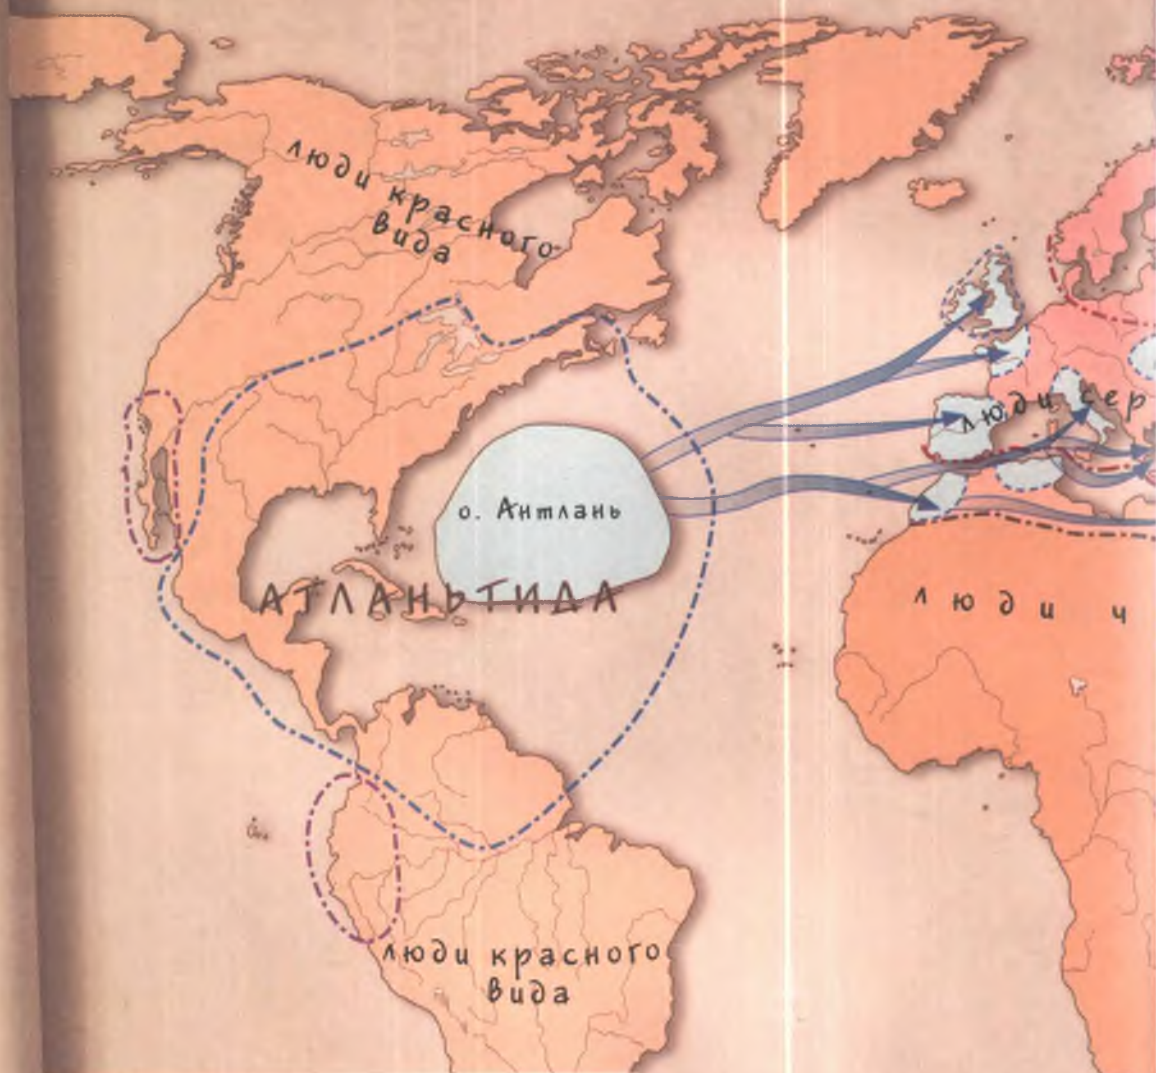 люди красного
вида
люди сер
о. Антлань
АТЛАНЬТИДА
люди ч
люди красного
вида